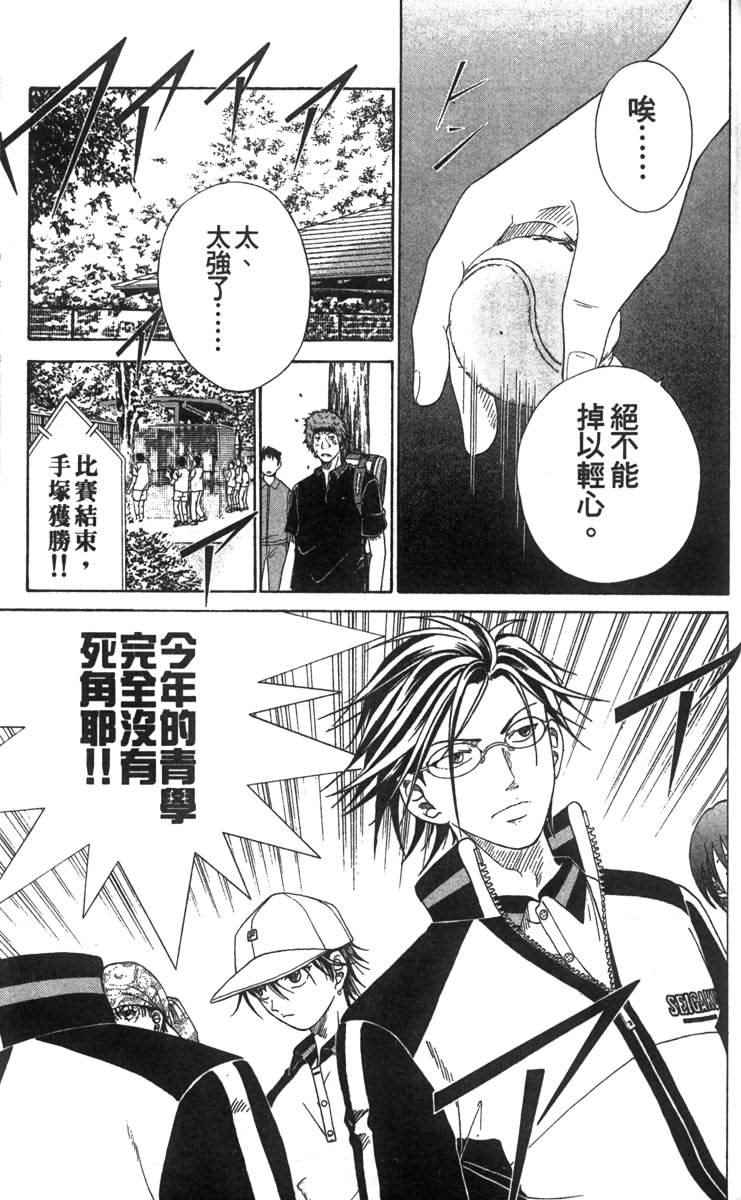 唉……
絕不能
掉以輕心。
太、
太強了……
比賽結束，
手塚獲勝!!
今年的青學
完全沒有
死角耶!!
SEIGAKU